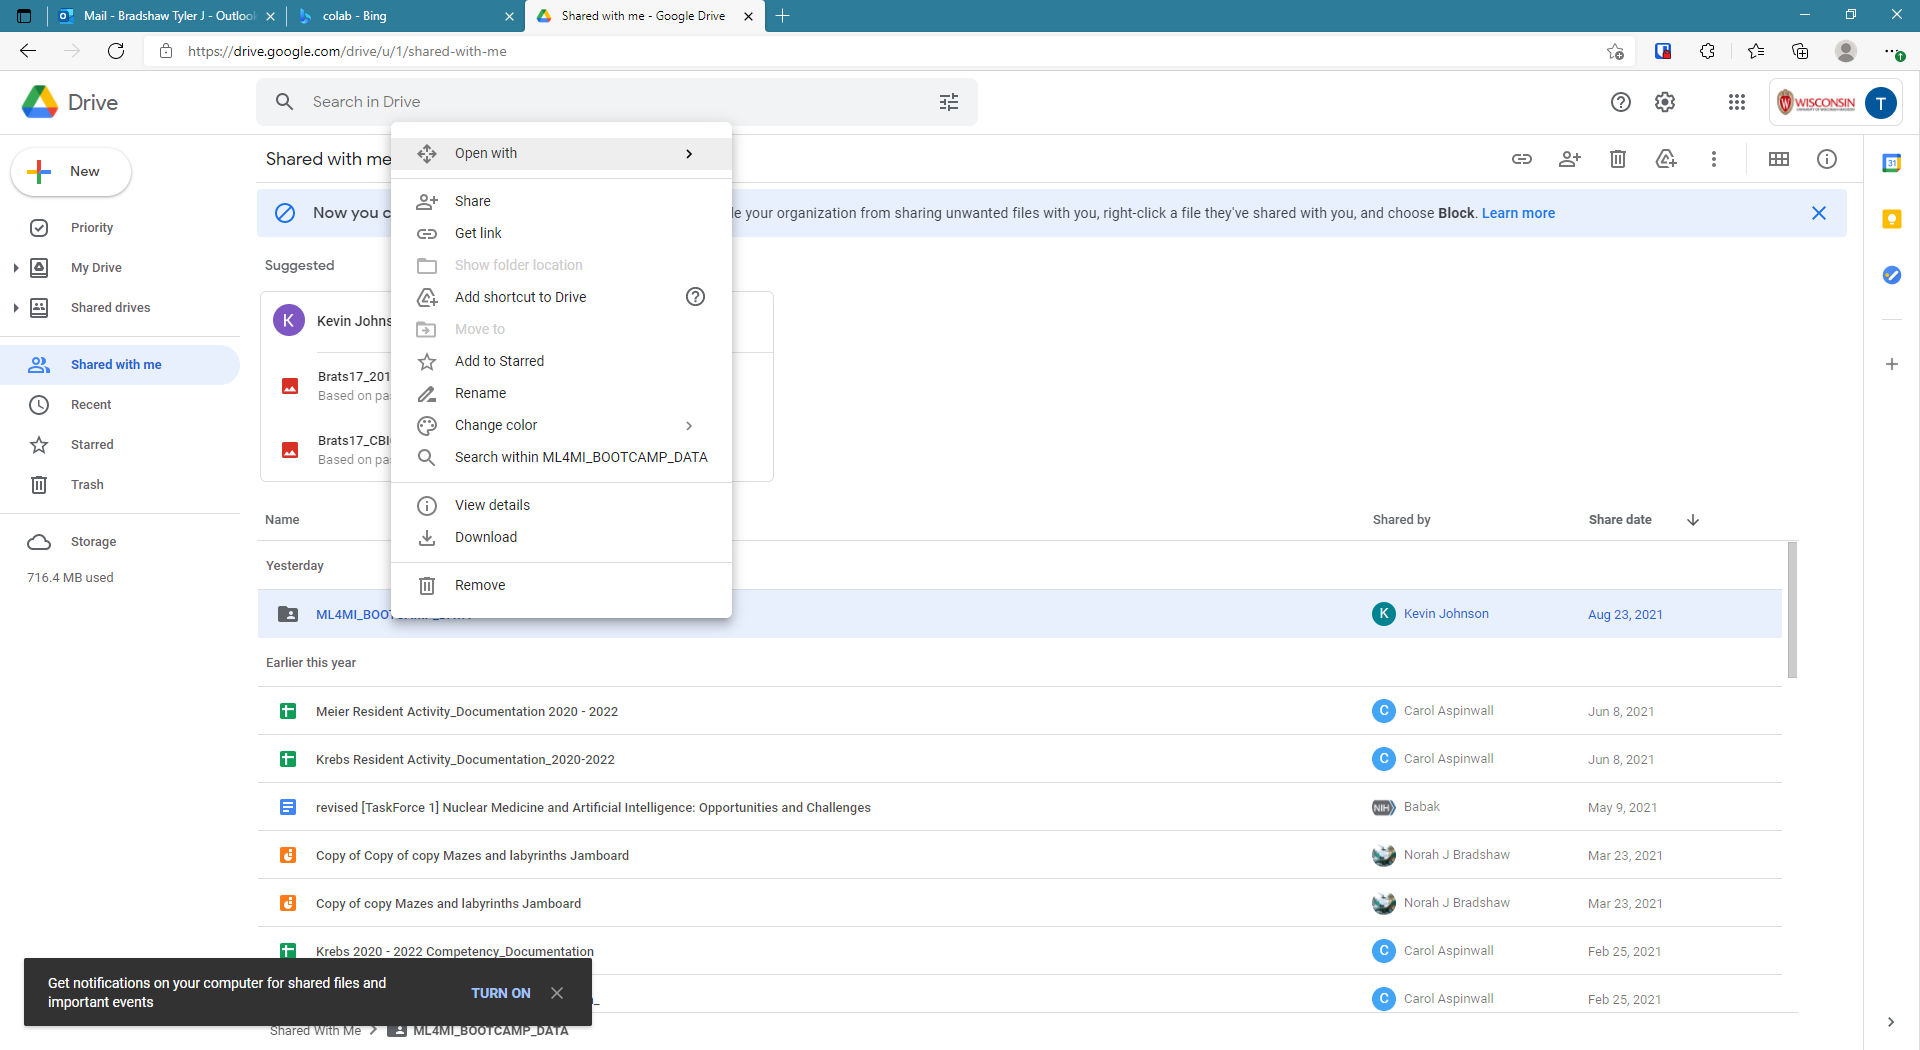 Mail - Bradshaw Tyler J - Outloo
colab - Bing
Shared with me - Google Drive
https://drive.google.com/drive/u/1/shared-with-me
Drive
Search in Drive
WISCONSIN
T
New
Priority
My Drive
Shared drives
Shared with me
Recent
Starred
Trash
Storage
716.4 MB used
Shared with me
31
Now you c
le your organization from sharing unwanted files with you, right-click a file they've shared with you, and choose Block. Learn more
Suggested
K Kevin Johns
Brats17_201
Based on pa
Brats17_CBI
Based on pa
Open with
Share
Get link
Show folder location
Add shortcut to Drive
Move to
Add to Starred
Rename
Change color
Search within ML4MI_BOOTCAMP_DATA
View details
Download
Remove
Name Shared by Share date
Yesterday
ML4MI_BOO K Kevin Johnson Aug 23, 2021
Earlier this year
Meier Resident Activity_Documentation 2020 - 2022 C Carol Aspinwall Jun 8, 2021
Krebs Resident Activity_Documentation_2020-2022 C Carol Aspinwall Jun 8, 2021
revised [TaskForce 1] Nuclear Medicine and Artificial Intelligence: Opportunities and Challenges NIH Babak May 9, 2021
Copy of Copy of copy Mazes and labyrinths Jamboard Norah J Bradshaw Mar 23, 2021
Copy of copy Mazes and labyrinths Jamboard Norah J Bradshaw Mar 23, 2021
Krebs 2020 - 2022 Competency_Documentation C Carol Aspinwall Feb 25, 2021
C Carol Aspinwall Feb 25, 2021
Get notifications on your computer for shared files and
important events
TURN ON
Shared With Me > ML4MI_BOOTCAMP_DATA